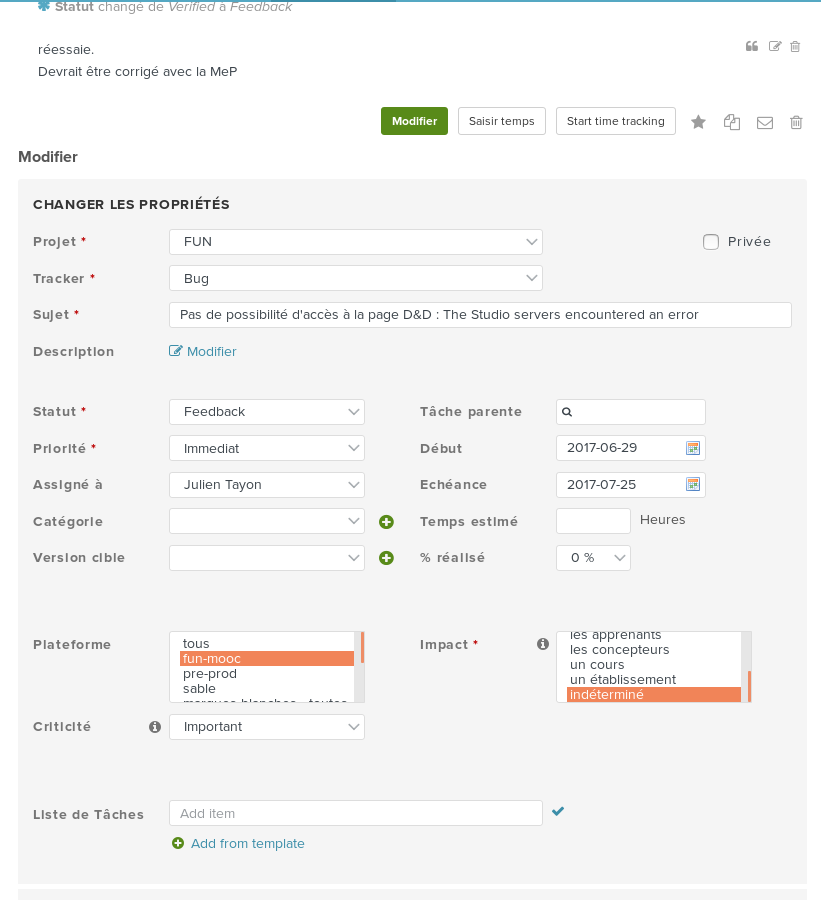 Statut changé de Verified à Feedback
réessaie.
Devrait être corrigé avec la MeP
Modifier
Saisir temps
Start time tracking
Modifier
CHANGER LES PROPRIÉTÉS
Projet * FUN Privée
Tracker * Bug
Sujet * Pas de possibilité d'accès à la page D&D : The Studio servers encountered an error
Description Modifier
Statut * Feedback Tâche parente
Priorité * Immediat Début 2017-06-29
Assigné à Julien Tayon Echéance 2017-07-25
Catégorie Temps estimé Heures
Version cible % réalisé 0 %
Plateforme
tous
fun-mooc
pre-prod
sable
marques blanches - toutes
Impact *
les apprenants
les concepteurs
un cours
un établissement
indéterminé
Criticité Important
Liste de Tâches Add item
Add from template